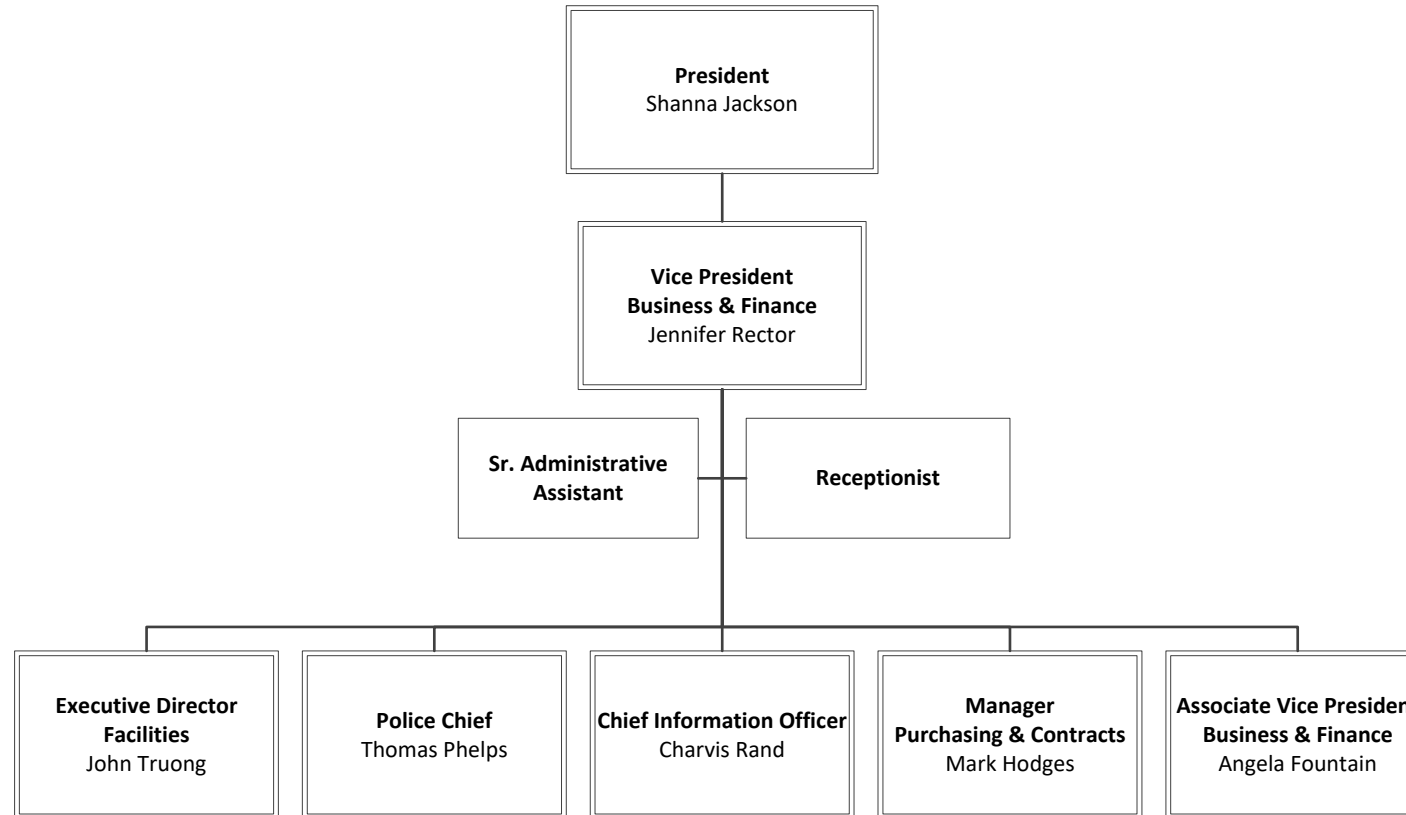 President
Shanna Jackson
Vice President
Business & Finance
Jennifer Rector
Sr. Administrative
Assistant
Receptionist
Executive Director
Facilities
John Truong
Police Chief
Thomas Phelps
Chief Information Officer
Charvis Rand
Manager
Purchasing & Contracts
Mark Hodges
Associate Vice Presiden
Business & Finance
Angela Fountain